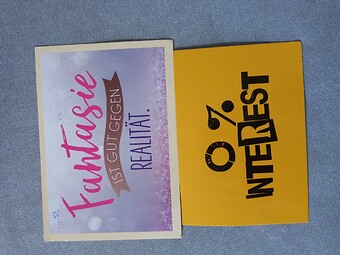 Fantasie
IST GUT GEGEN
REALITÄT.
0%
INTEREST